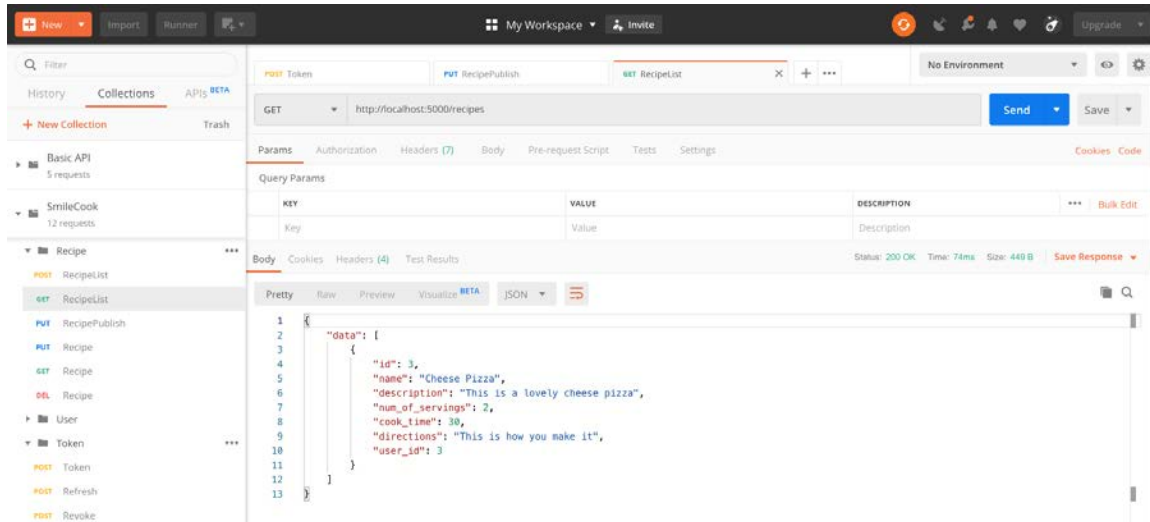 New Import Runner My Workspace Invite Upgrade
Filter
History Collections APIs BETA
+ New Collection Trash
Basic API
5 requests
SmileCook
12 requests
Recipe
POST RecipeList
GET RecipeList
PUT RecipePublish
PUT Recipe
GET Recipe
DEL Recipe
User
Token
POST Token
POST Refresh
POST Revoke
POST Token PUT RecipePublish GET RecipeList No Environment
GET http://localhost:5000/recipes Send Save
Params Authorization Headers (7) Body Pre-request Script Tests Settings Cookies Code
Query Params
KEY VALUE DESCRIPTION Bulk Edit
Key Value Description
Body Cookies Headers (4) Test Results Status: 200 OK Time: 74ms Size: 449 B Save Response
Pretty Raw Preview Visualize BETA JSON
1 {
2 "data": [
3 {
4 "id": 3,
5 "name": "Cheese Pizza",
6 "description": "This is a lovely cheese pizza",
7 "num_of_servings": 2,
8 "cook_time": 30,
9 "directions": "This is how you make it",
10 "user_id": 3
11 }
12 ]
13 }